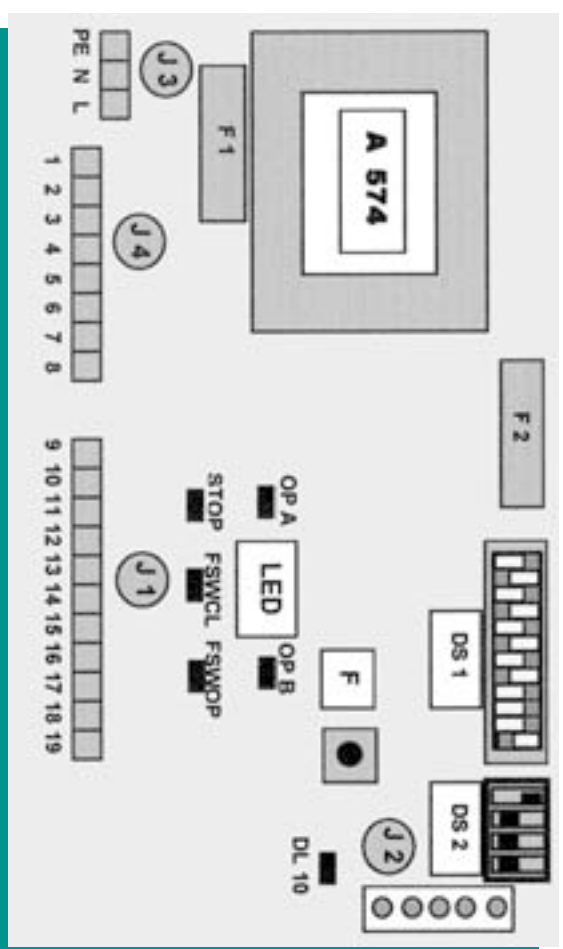 PE N L
J 3
F 1
A 574
1 2 3 4 5 6 7 8
J 4
F 2
9 10 11 12 13 14 15 16 17 18 19
J 1
STOP
FSWCL
FSWOP
OP A
LED
OP B
F
DS 1
DS 2
J 2
DL 10